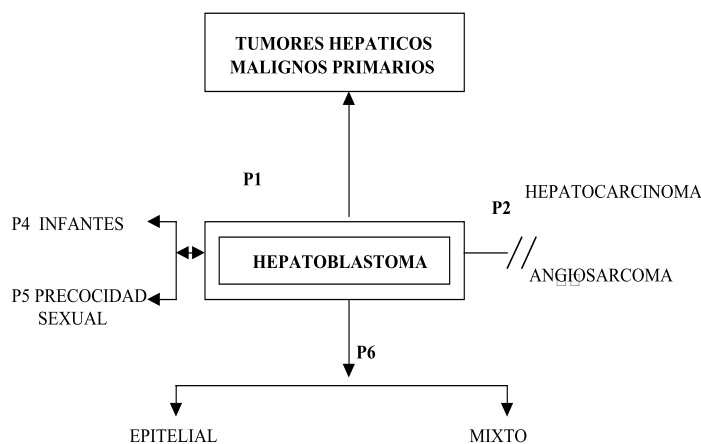 TUMORES HEPATICOS
MALIGNOS PRIMARIOS
P1
HEPATOCARCINOMA
P2
P4 INFANTES
HEPATOBLASTOMA
ANGIOSARCOMA
P5 PRECOCIDAD
SEXUAL
P6
EPITELIAL
MIXTO